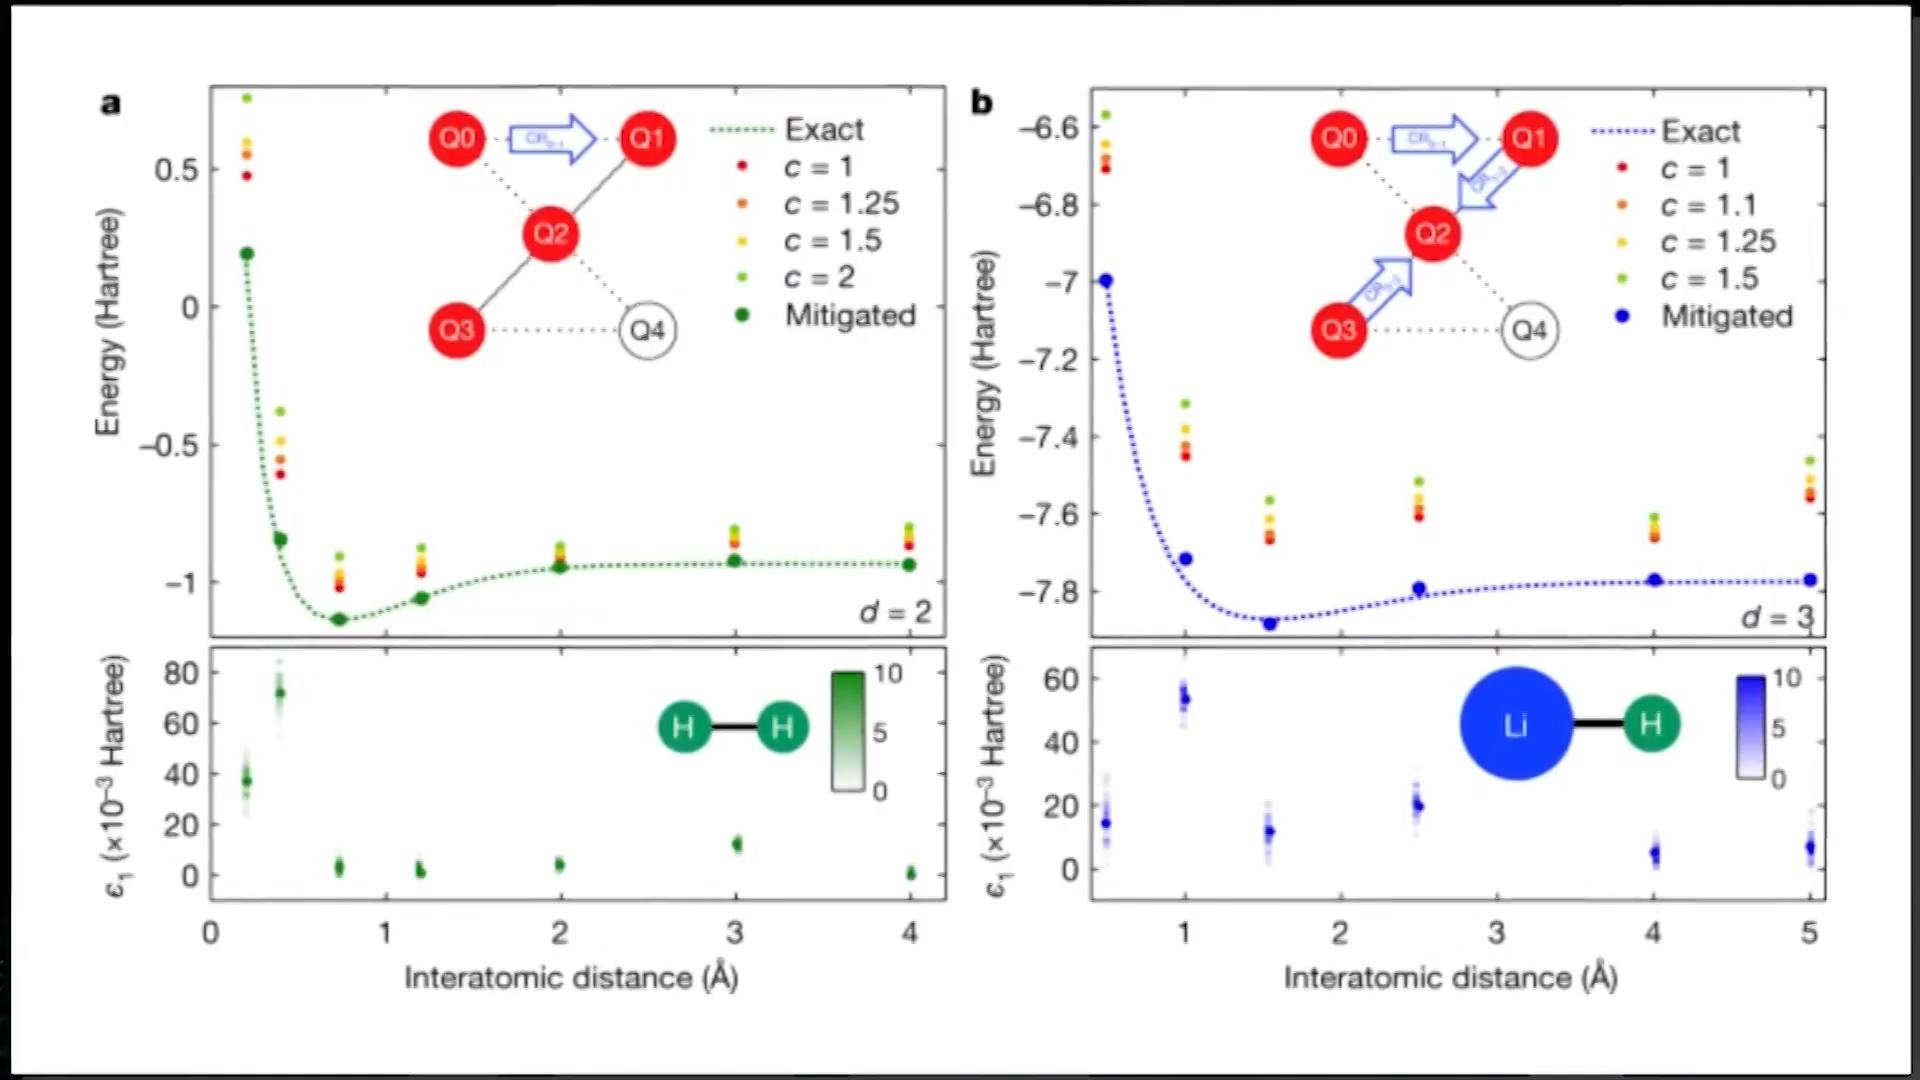 a
Energy (Hartree)
0.5
0
−0.5
−1
Q0
Q1
Q2
Q3
Q4
Exact
c = 1
c = 1.25
c = 1.5
c = 2
Mitigated
d = 2
ϵ₁ (×10⁻³ Hartree)
80
60
40
20
0
H H
10
5
0
0 1 2 3 4
Interatomic distance (Å)
b
Energy (Hartree)
−6.6
−6.8
−7
−7.2
−7.4
−7.6
−7.8
Q0
Q1
Q2
Q3
Q4
Exact
c = 1
c = 1.1
c = 1.25
c = 1.5
Mitigated
d = 3
ϵ₁ (×10⁻³ Hartree)
60
40
20
0
Li H
10
5
0
1 2 3 4 5
Interatomic distance (Å)